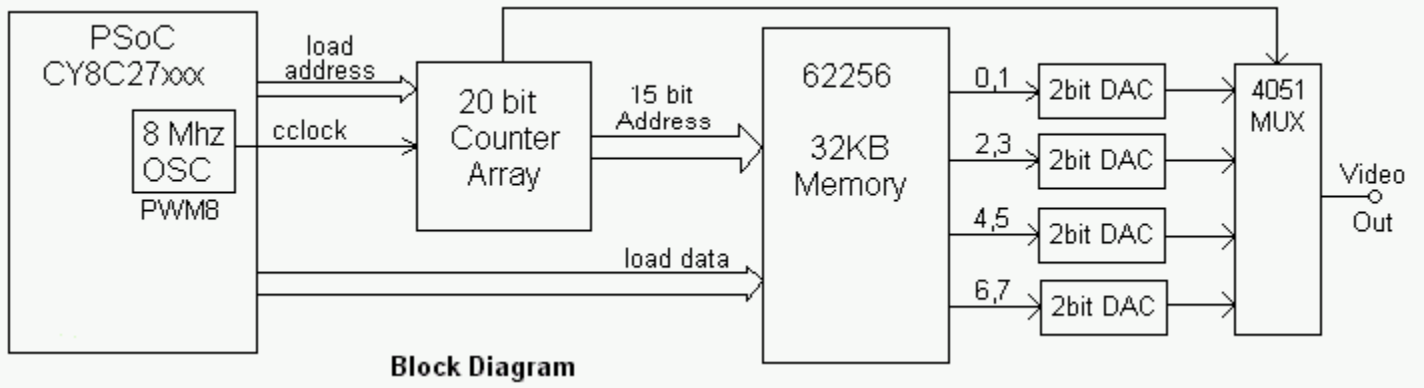 PSoC
CY8C27xxx
8 Mhz
OSC
PWM8
load
address
cclock
20 bit
Counter
Array
15 bit
Address
load data
62256
32KB
Memory
0,1
2,3
4,5
6,7
2bit DAC
2bit DAC
2bit DAC
2bit DAC
4051
MUX
Video
Out
Block Diagram